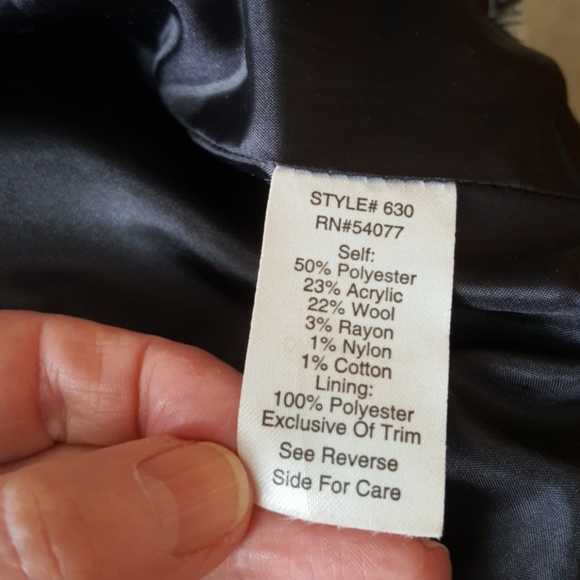 STYLE# 630
RN#54077
Self:
50% Polyester
23% Acrylic
22% Wool
3% Rayon
1% Nylon
1% Cotton
Lining:
100% Polyester
Exclusive Of Trim
See Reverse
Side For Care